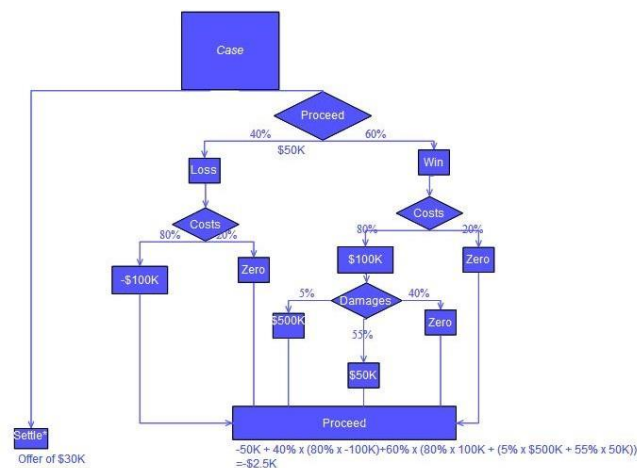 Case
Proceed
40% 60%
$50K
Loss Win
Costs Costs
80% 20% 80% 20%
-$100K Zero $100K Zero
5% Damages 40%
$500K Zero
55%
$50K
Settle* Proceed
Offer of $30K
-50K + 40% x (80% x -100K)+60% x (80% x 100K + (5% x $500K + 55% x 50K))
=-$2.5K